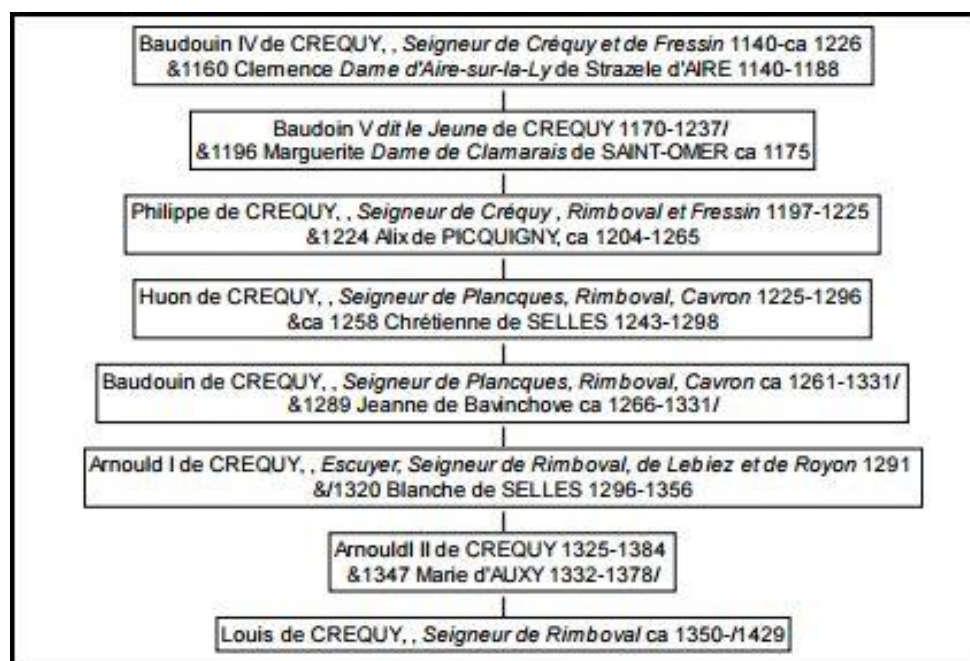 Baudouin IV de CREQUY, , Seigneur de Créquy et de Fressin 1140-ca 1226
&1160 Clemence Dame d'Aire-sur-la-Ly de Strazele d'AIRE 1140-1188
Baudoin V dit le Jeune de CREQUY 1170-1237/
&1196 Marguerite Dame de Clamarais de SAINT-OMER ca 1175
Philippe de CREQUY, , Seigneur de Créquy , Rimboval et Fressin 1197-1225
&1224 Alix de PICQUIGNY, ca 1204-1265
Huon de CREQUY, , Seigneur de Plancques, Rimboval, Cavron 1225-1296
&ca 1258 Chrétienne de SELLES 1243-1298
Baudouin de CREQUY, , Seigneur de Plancques, Rimboval, Cavron ca 1261-1331/
&1289 Jeanne de Bavinchove ca 1266-1331/
Arnould I de CREQUY, , Escuyer, Seigneur de Rimboval, de Lebiez et de Royon 1291
&/1320 Blanche de SELLES 1296-1356
ArnouldI II de CREQUY 1325-1384
&1347 Marie d'AUXY 1332-1378/
Louis de CREQUY, , Seigneur de Rimboval ca 1350-/1429